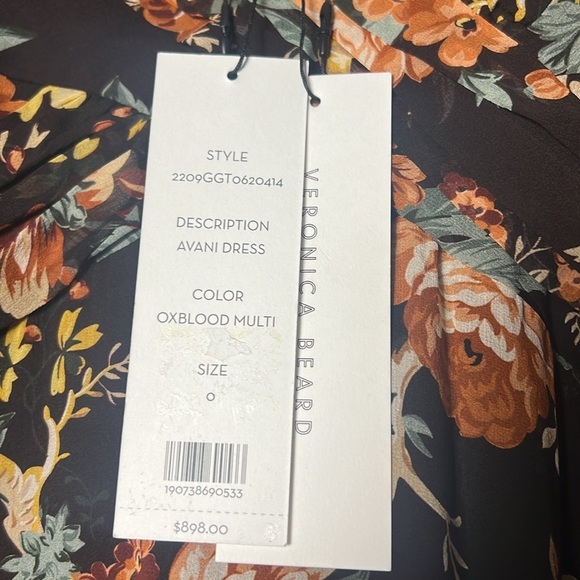 STYLE
2209GGT0620414
DESCRIPTION
AVANI DRESS
COLOR
OXBLOOD MULTI
SIZE
0
190738690533
$898.00
VERONICA BEARD